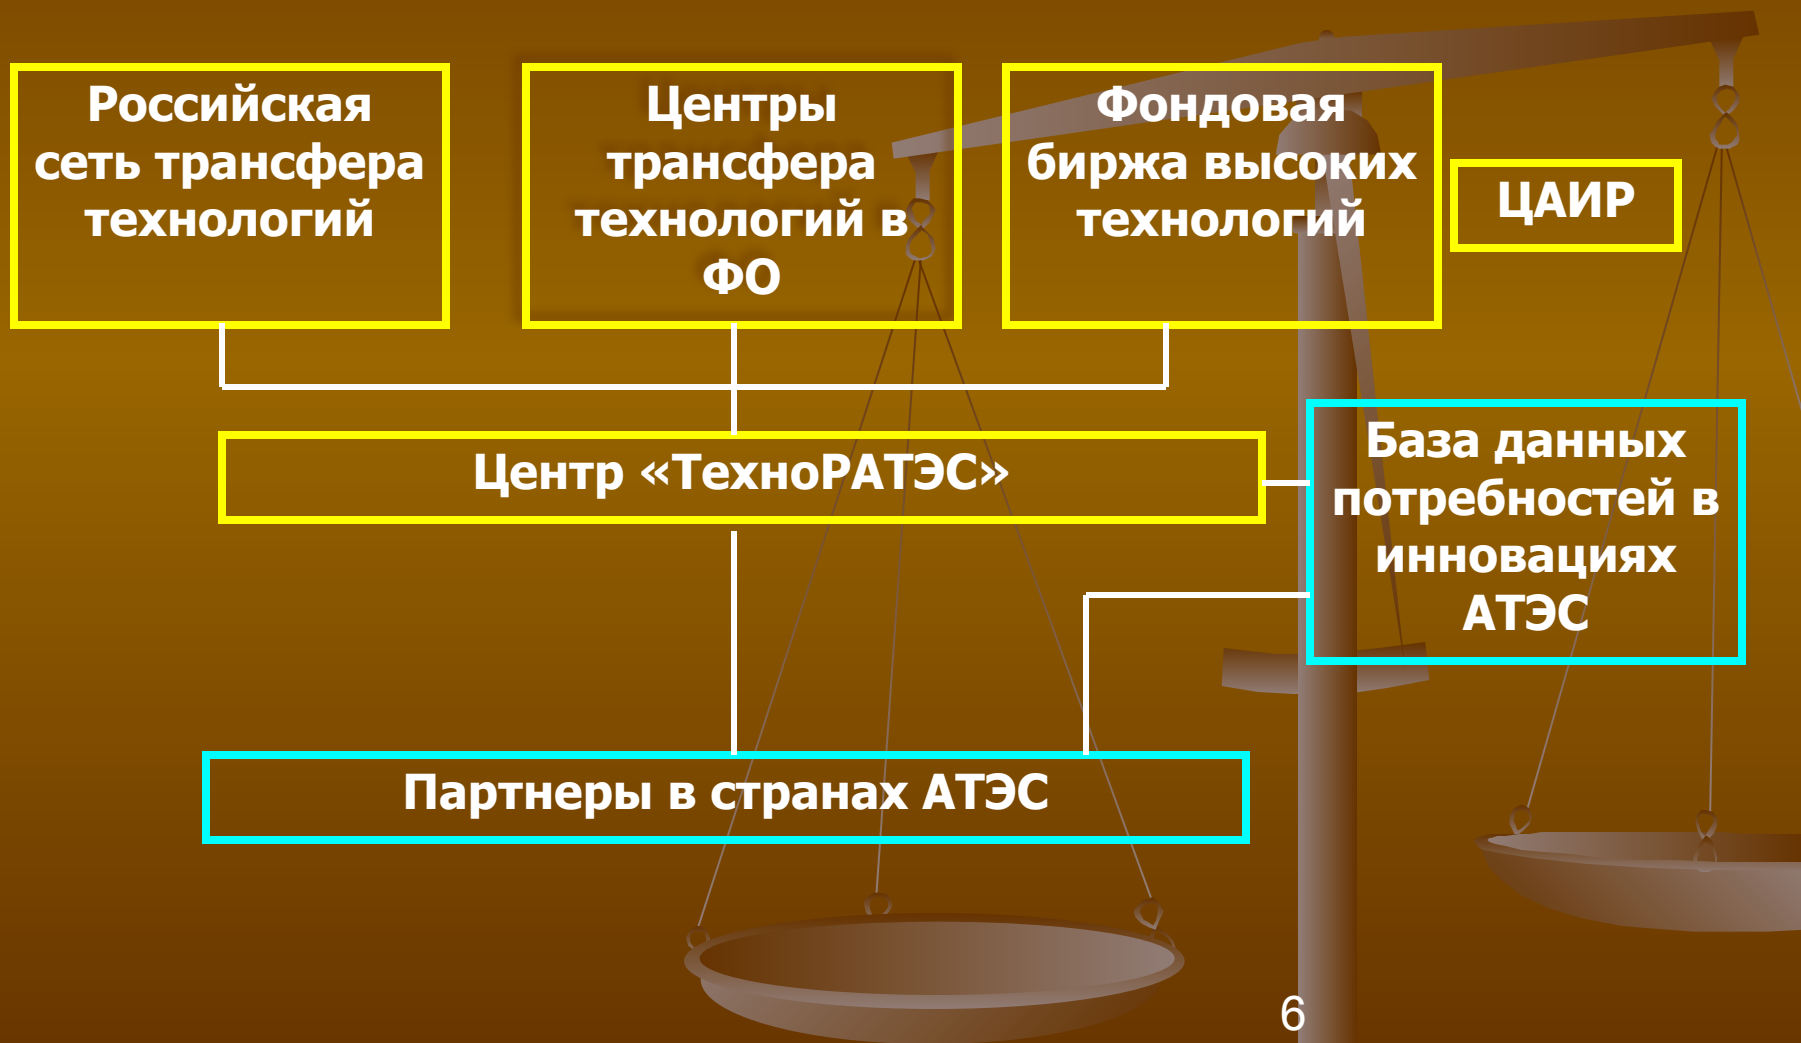 Российская
сеть трансфера
технологий
Центры
трансфера
технологий в
ФО
Фондовая
биржа высоких
технологий
ЦАИР
Центр «ТехноРАТЭС»
База данных
потребностей в
инновациях
АТЭС
Партнеры в странах АТЭС
6